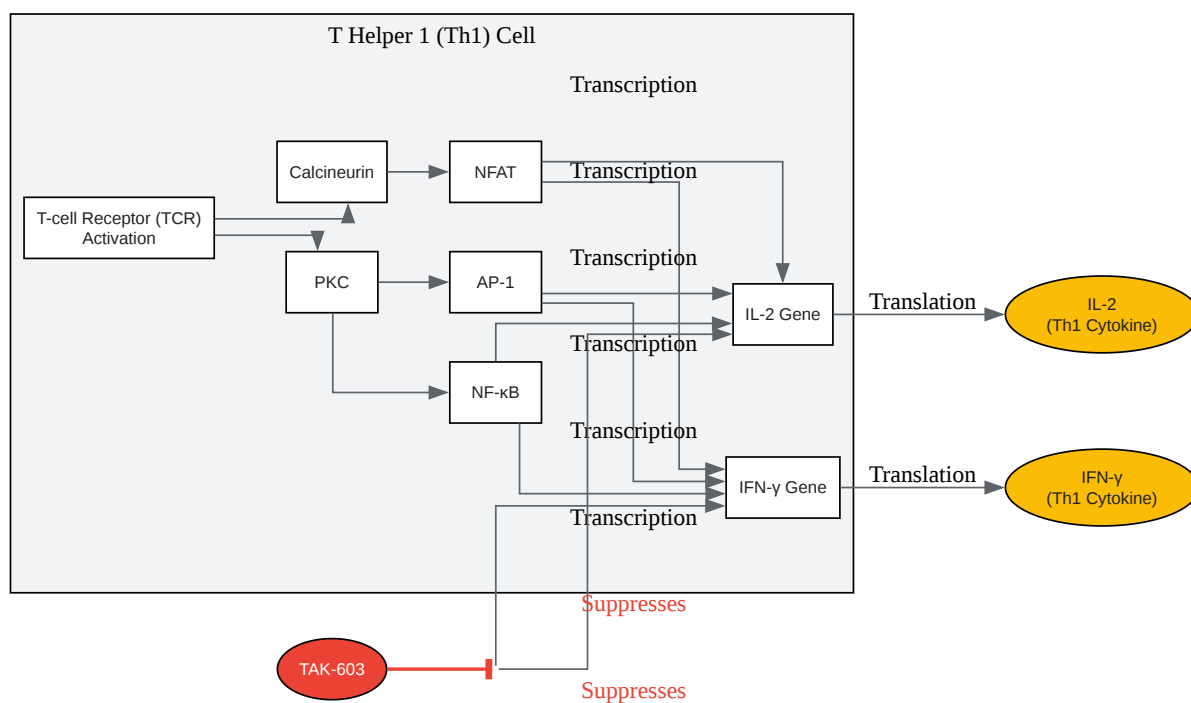 T Helper 1 (Th1) Cell
Transcription
Calcineurin
NFAT
Transcription
T-cell Receptor (TCR)
Activation
PKC
AP-1
Transcription
IL-2 Gene
Translation
IL-2
(Th1 Cytokine)
Transcription
NF-κB
Transcription
IFN-γ Gene
Translation
IFN-γ
(Th1 Cytokine)
Transcription
Suppresses
TAK-603
Suppresses